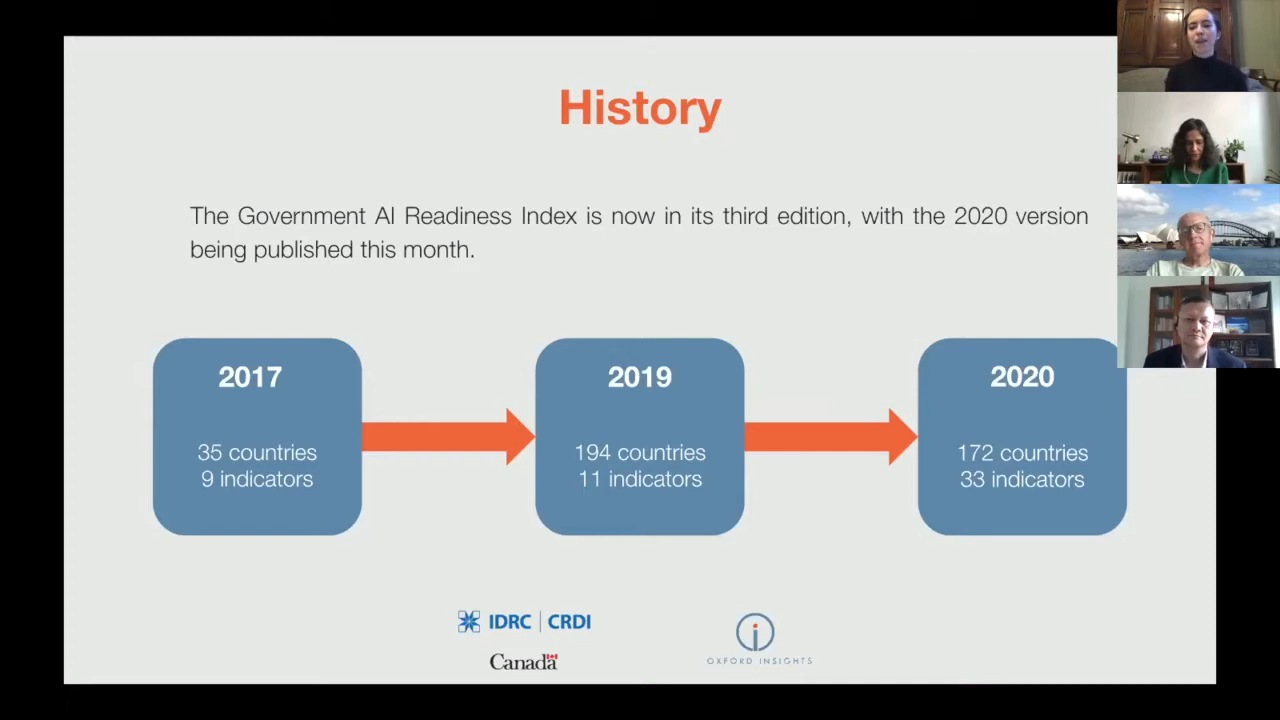 History
The Government AI Readiness Index is now in its third edition, with the 2020 version
being published this month.
2017
35 countries
9 indicators
2019
194 countries
11 indicators
2020
172 countries
33 indicators
IDRC | CRDI
Canada
OXFORD INSIGHTS